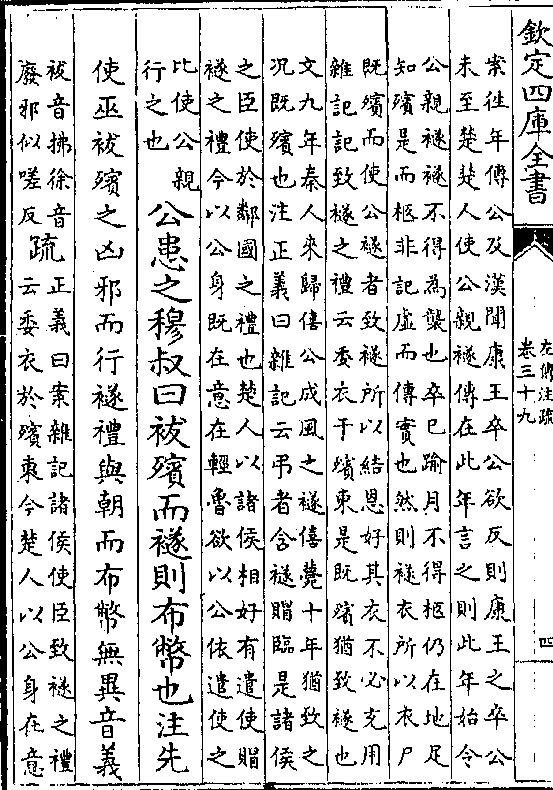 欽定四庫全書
左傳注疏
卷三十九
四
案往年傳公及漢聞康王卒公欲反則康王之卒公
未至楚楚人使公親襚傳在此年言之則此年始令
公親襚襚不得為襲也卒已踰月不得柩仍在地足
知殯是而柩非記虛而傳實也然則襚衣所以衣尸
既殯而使公襚者致襚所以結恩好其衣不必充用
雜記記致襚之禮云委衣于殯東是既殯猶致襚也
文九年秦人來歸僖公成風之襚僖薨十年猶致之
況既殯也注正義曰雜記云弔者含襚賵臨是諸侯
之臣使於鄰國之禮也楚人以諸侯相好有遣使賵
襚之禮今以公身既在意在輕魯欲以公依遣使之
比使公親
行之也
公患之穆叔曰祓殯而襚則布幣也注先
使巫祓殯之凶邪而行襚禮與朝而布幣無異音義
祓音拂徐音
廢邪似嗟反
疏
正義曰案雜記諸侯使臣致襚之禮
云委衣於殯東今楚人以公身在意